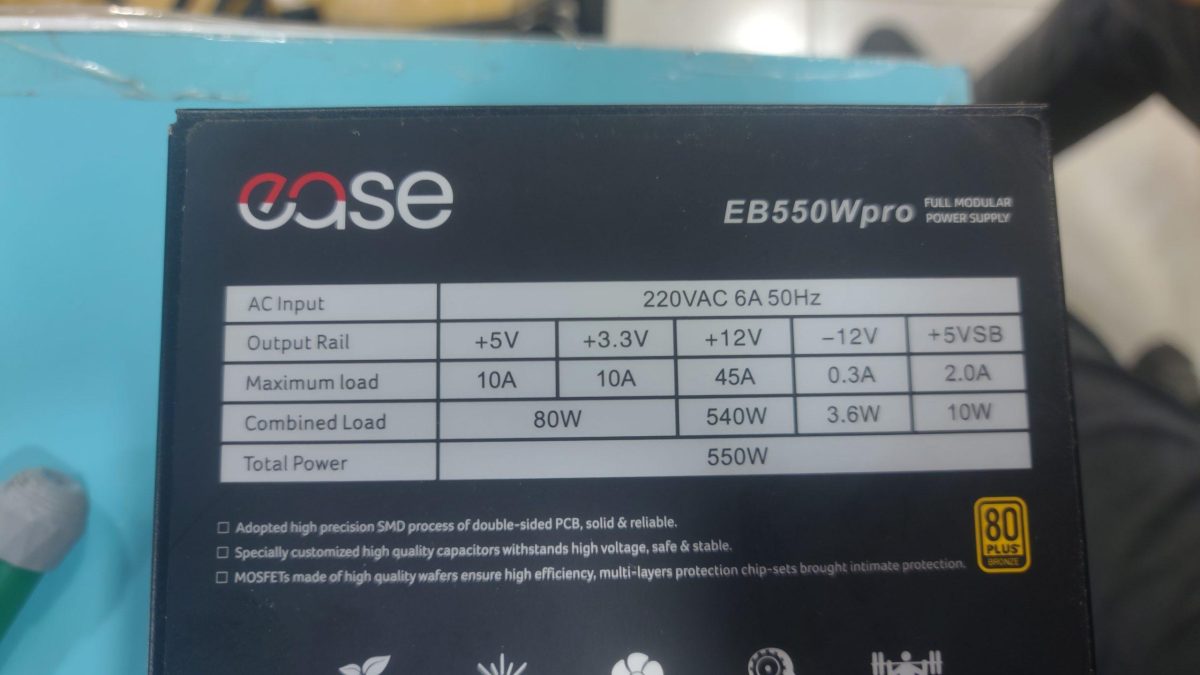 ease
EB550Wpro FULL MODULAR
POWER SUPPLY
AC Input 220VAC 6A 50Hz
Output Rail +5V +3.3V +12V −12V +5VSB
Maximum load 10A 10A 45A 0.3A 2.0A
Combined Load 80W 540W 3.6W 10W
Total Power 550W
Adopted high precision SMD process of double-sided PCB, solid & reliable.
Specially customized high quality capacitors withstands high voltage, safe & stable.
MOSFETs made of high quality wafers ensure high efficiency, multi-layers protection chip-sets brought intimate protection.
80
PLUS
BRONZE